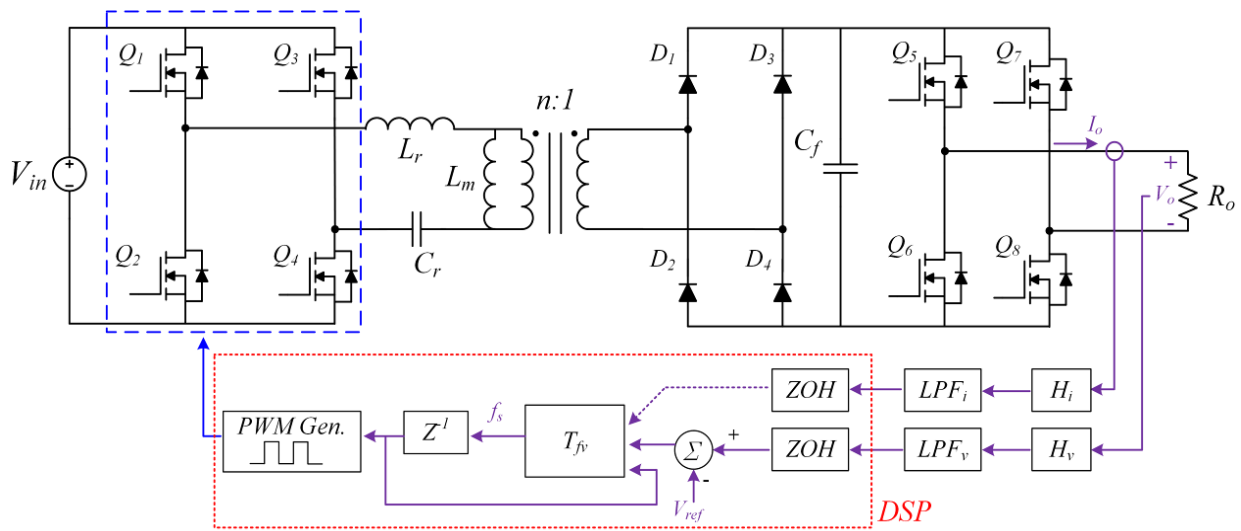 Q1
Q3
D1
D3
Q5
Q7
n:1
Io
Lr
Lm
Cf
+
Vin
Vo
Ro
-
Q2
Q4
Cr
D2
D4
Q6
Q8
ZOH
LPFi
Hi
PWM Gen.
Z-1
fs
Tfv
Σ
+
ZOH
LPFv
Hv
-
Vref
DSP